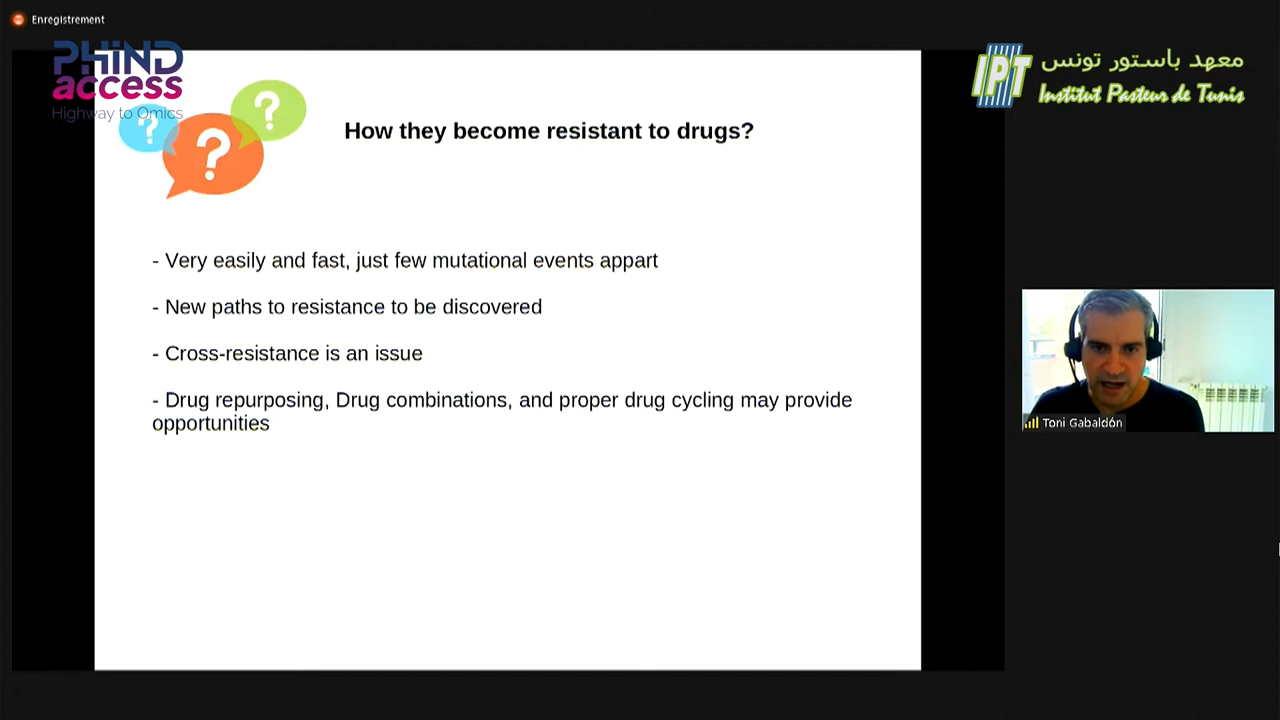 Enregistrement
PHIND
access
Highway to Omics
IPT
معهد باستور تونس
Institut Pasteur de Tunis
? ? ?
How they become resistant to drugs?
- Very easily and fast, just few mutational events appart
- New paths to resistance to be discovered
- Cross-resistance is an issue
- Drug repurposing, Drug combinations, and proper drug cycling may provide
opportunities
Toni Gabaldón